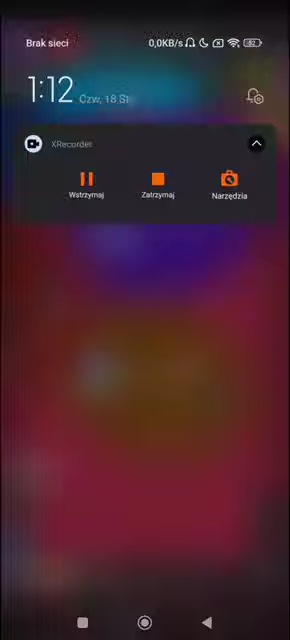 Brak sieci 0,0KB/s
1:12 Czw, 18 St
XRecorder
Wstrzymaj Zatrzymaj Narzędzia